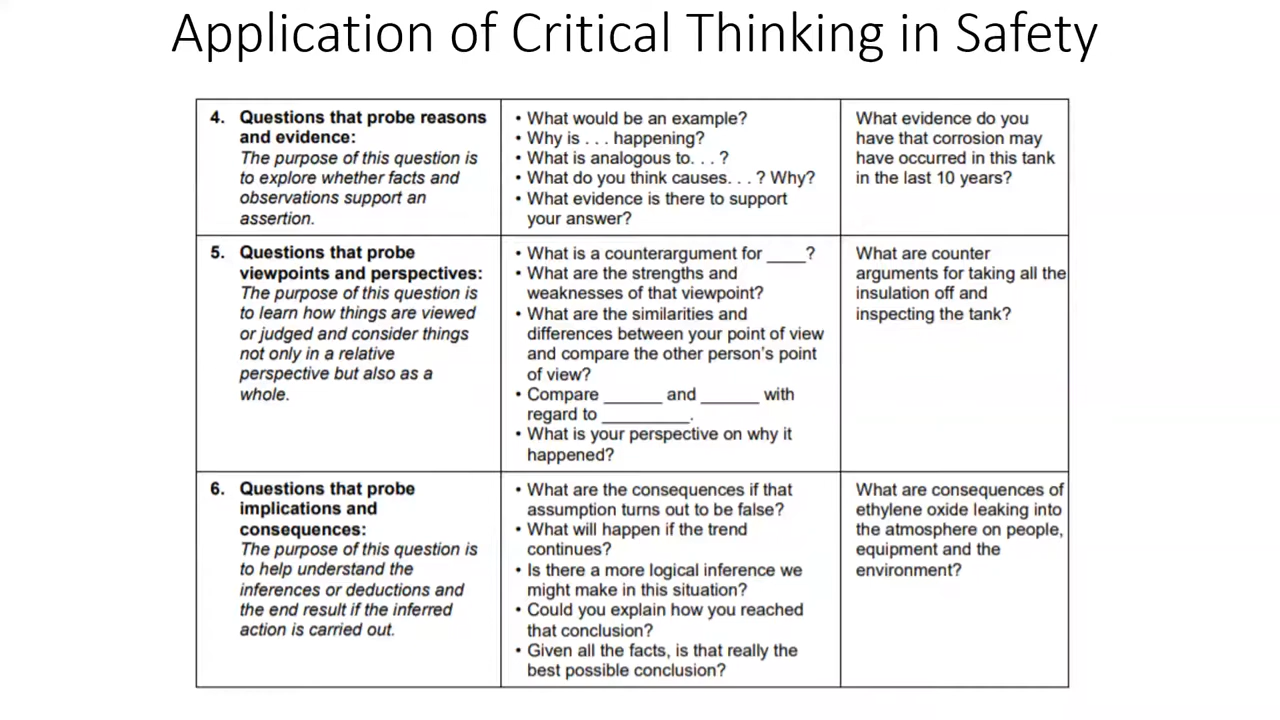 Application of Critical Thinking in Safety
4. Questions that probe reasons
and evidence:
The purpose of this question is
to explore whether facts and
observations support an
assertion.
• What would be an example?
• Why is . . . happening?
• What is analogous to. . . ?
• What do you think causes. . . ? Why?
• What evidence is there to support
your answer?
What evidence do you
have that corrosion may
have occurred in this tank
in the last 10 years?
5. Questions that probe
viewpoints and perspectives:
The purpose of this question is
to learn how things are viewed
or judged and consider things
not only in a relative
perspective but also as a
whole.
• What is a counterargument for ____?
• What are the strengths and
weaknesses of that viewpoint?
• What are the similarities and
differences between your point of view
and compare the other person's point
of view?
• Compare ______ and ______ with
regard to _________.
• What is your perspective on why it
happened?
What are counter
arguments for taking all the
insulation off and
inspecting the tank?
6. Questions that probe
implications and
consequences:
The purpose of this question is
to help understand the
inferences or deductions and
the end result if the inferred
action is carried out.
• What are the consequences if that
assumption turns out to be false?
• What will happen if the trend
continues?
• Is there a more logical inference we
might make in this situation?
• Could you explain how you reached
that conclusion?
• Given all the facts, is that really the
best possible conclusion?
What are consequences of
ethylene oxide leaking into
the atmosphere on people,
equipment and the
environment?